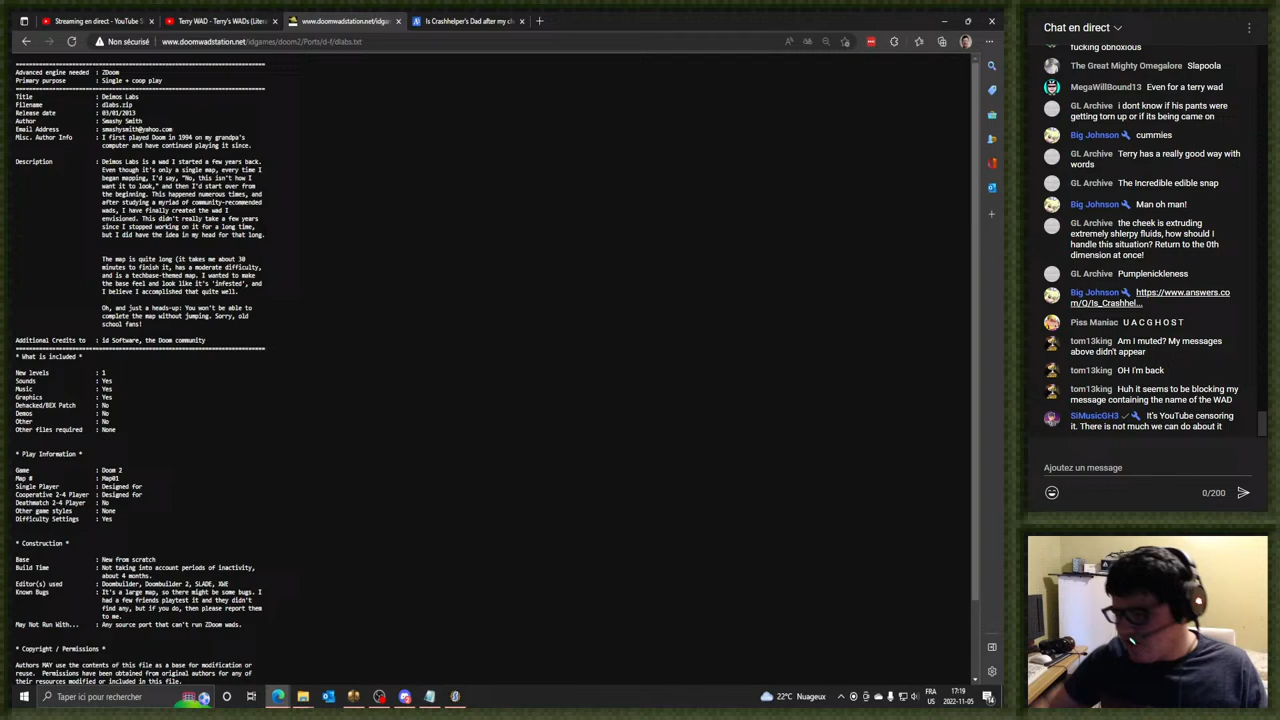 Streaming en direct - YouTube S
Terry WAD - Terry's WADs (Liter
www.doomwadstation.net/idgam
Is Crashhelper's Dad after my cl
Non sécurisé www.doomwadstation.net/idgames/doom2/Ports/d-f/dlabs.txt
Advanced engine needed : ZDoom
Primary purpose : Single + coop play
Title : Deimos Labs
Filename : dlabs.zip
Release date : 03/01/2013
Author : Smashy Smith
Email Address : smashysmith@yahoo.com
Misc. Author Info : I first played Doom in 1994 on my grandpa's
computer and have continued playing it since.
Description : Deimos Labs is a wad I started a few years back.
Even though it's only a single map, every time I
began mapping, I'd say, "No, this isn't how I
want it to look," and then I'd start over from
the beginning. This happened numerous times, and
after studying a myriad of community-recommended
wads, I have finally created the wad I
envisioned. This didn't really take a few years
since I stopped working on it for a long time,
but I did have the idea in my head for that long.
The map is quite long (it takes me about 30
minutes to finish it, has a moderate difficulty,
and is a techbase-themed map. I wanted to make
the base feel and look like it's 'infested', and
I believe I accomplished that quite well.
Oh, and just a heads-up: You won't be able to
complete the map without jumping. Sorry, old
school fans!
Additional Credits to : id Software, the Doom community
* What is included *
New levels : 1
Sounds : Yes
Music : Yes
Graphics : Yes
Dehacked/BEX Patch : No
Demos : No
Other : No
Other files required : None
* Play Information *
Game : Doom 2
Map # : Map01
Single Player : Designed for
Cooperative 2-4 Player : Designed for
Deathmatch 2-4 Player : No
Other game styles : None
Difficulty Settings : Yes
* Construction *
Base : New from scratch
Build Time : Not taking into account periods of inactivity,
about 4 months.
Editor(s) used : Doombuilder, Doombuilder 2, SLADE, XWE
Known Bugs : It's a large map, so there might be some bugs. I
had a few friends playtest it and they didn't
find any, but if you do, then please report them
to me.
May Not Run With... : Any source port that can't run ZDoom wads.
* Copyright / Permissions *
Authors MAY use the contents of this file as a base for modification or
reuse. Permissions have been obtained from original authors for any of
their resources modified or included in this file.
Taper ici pour rechercher
22°C Nuageux
FRA
US
17:19
2022-11-05
Chat en direct
fucking obnoxious
The Great Mighty Omegalore Slapoola
MegaWillBound13 Even for a terry wad
GL Archive i dont know if his pants were
getting torn up or if its being came on
Big Johnson cummies
GL Archive Terry has a really good way with
words
GL Archive The Incredible edible snap
Big Johnson Man oh man!
GL Archive the cheek is extruding
extremely shlerpy fluids, how should I
handle this situation? Return to the 0th
dimension at once!
GL Archive Pumplenickleness
Big Johnson https://www.answers.co
m/Q/Is_Crashhel...
Piss Maniac U A C G H O S T
tom13king Am I muted? My messages
above didn't appear
tom13king OH I'm back
tom13king Huh it seems to be blocking my
message containing the name of the WAD
SiMusicGH3 It's YouTube censoring
it. There is not much we can do about it
Ajoutez un message
0/200